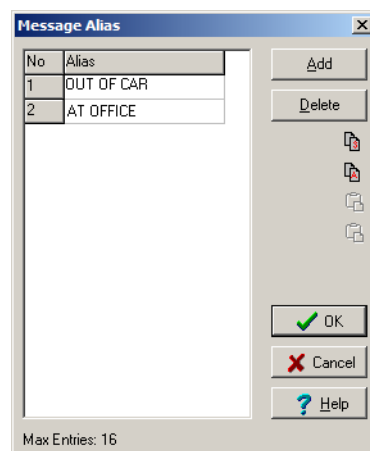 Message Alias
No Alias
1 OUT OF CAR
2 AT OFFICE
Add
Delete
OK
Cancel
Help
Max Entries: 16